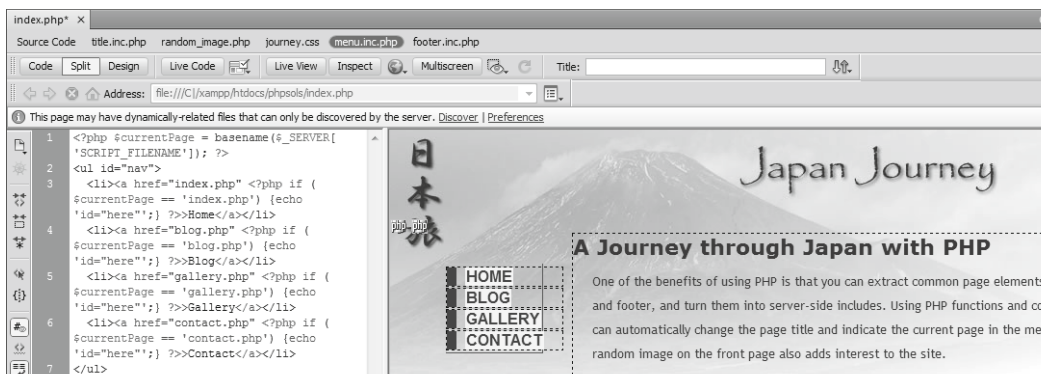 index.php* ×
Source Code title.inc.php random_image.php journey.css menu.inc.php footer.inc.php
Code Split Design Live Code Live View Inspect Multiscreen Title:
Address: file:///C|/xampp/htdocs/phpsols/index.php
This page may have dynamically-related files that can only be discovered by the server. Discover | Preferences
1 <?php $currentPage = basename($_SERVER[
'SCRIPT_FILENAME']); ?>
2 <ul id="nav">
3 <li><a href="index.php" <?php if (
$currentPage == 'index.php') {echo
'id="here"';} ?>>Home</a></li>
4 <li><a href="blog.php" <?php if (
$currentPage == 'blog.php') {echo
'id="here"';} ?>>Blog</a></li>
5 <li><a href="gallery.php" <?php if (
$currentPage == 'gallery.php') {echo
'id="here"';} ?>>Gallery</a></li>
6 <li><a href="contact.php" <?php if (
$currentPage == 'contact.php') {echo
'id="here"';} ?>>Contact</a></li>
7 </ul>
日
本
旅
php php
Japan Journey
HOME
BLOG
GALLERY
CONTACT
A Journey through Japan with PHP
One of the benefits of using PHP is that you can extract common page elements
and footer, and turn them into server-side includes. Using PHP functions and co
can automatically change the page title and indicate the current page in the me
random image on the front page also adds interest to the site.